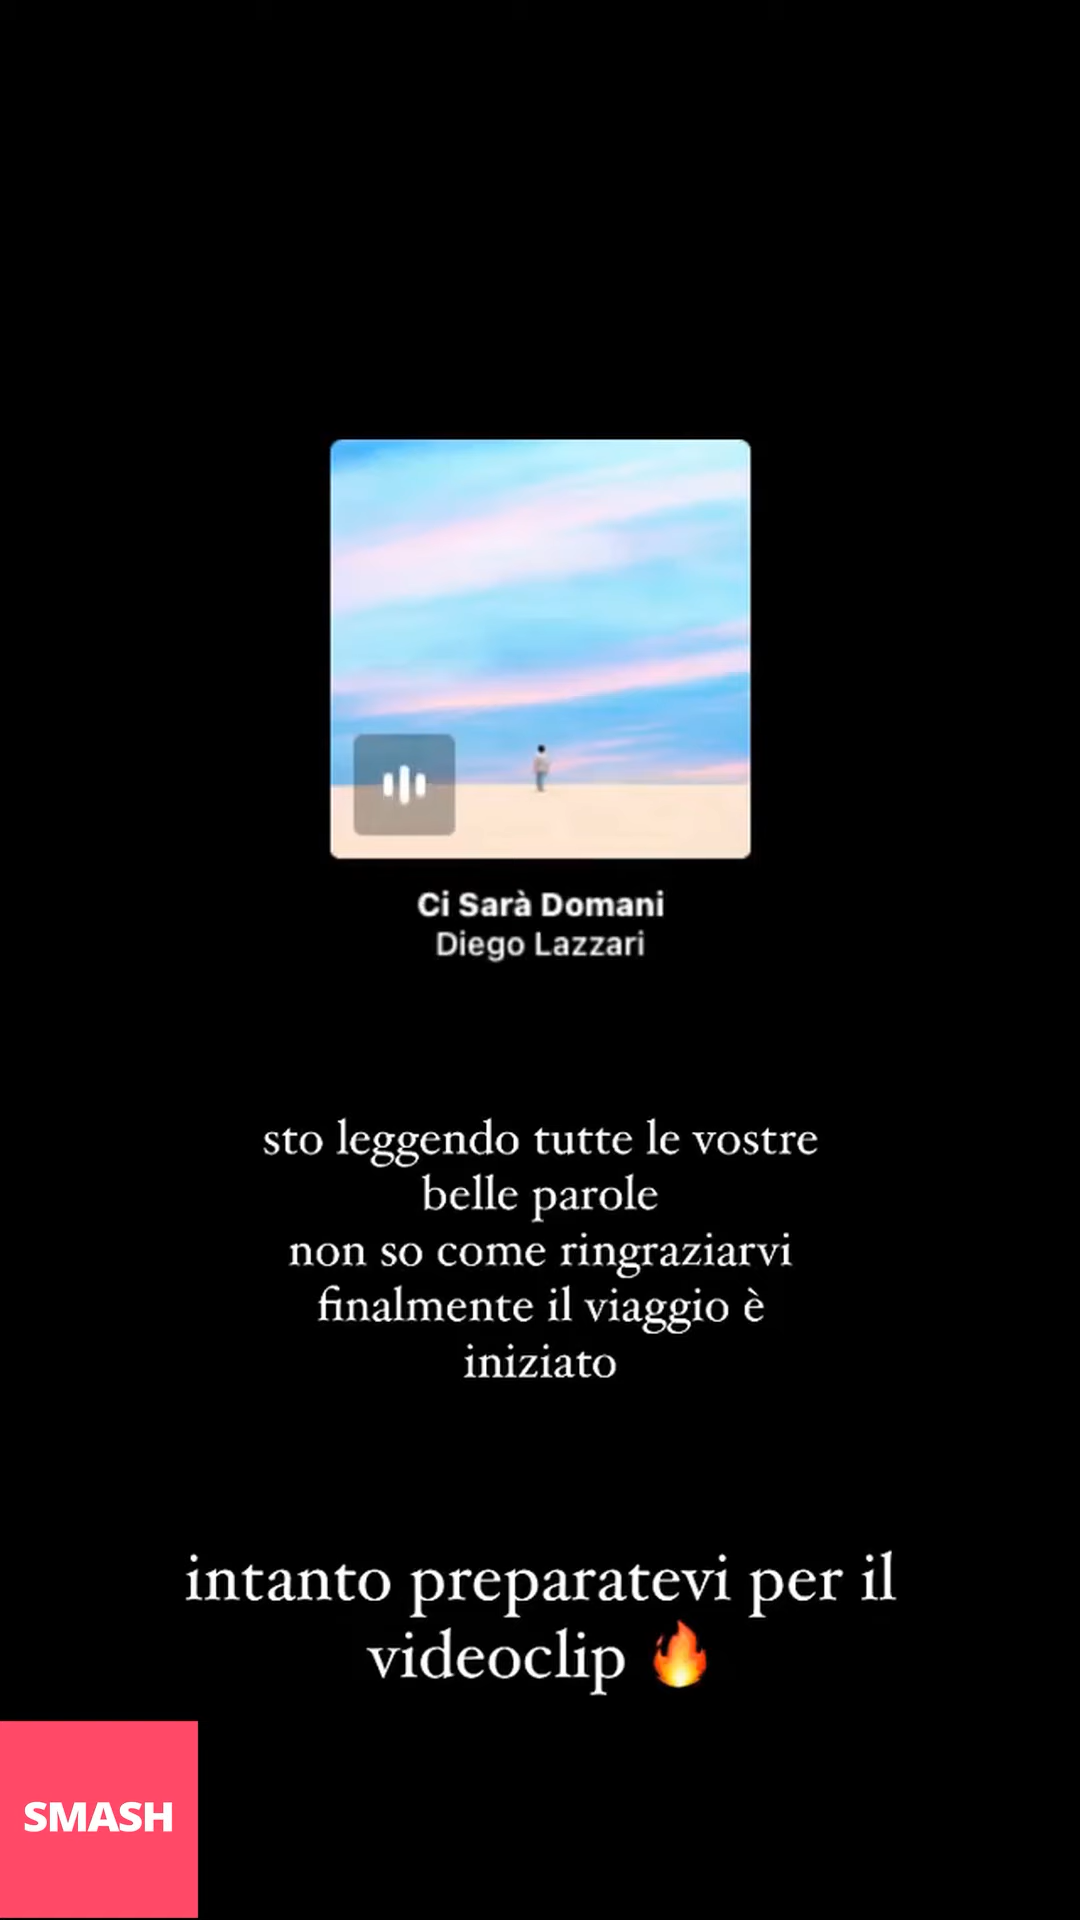 Ci Sarà Domani
Diego Lazzari
sto leggendo tutte le vostre
belle parole
non so come ringraziarvi
finalmente il viaggio è
iniziato
intanto preparatevi per il
videoclip 🔥
SMASH